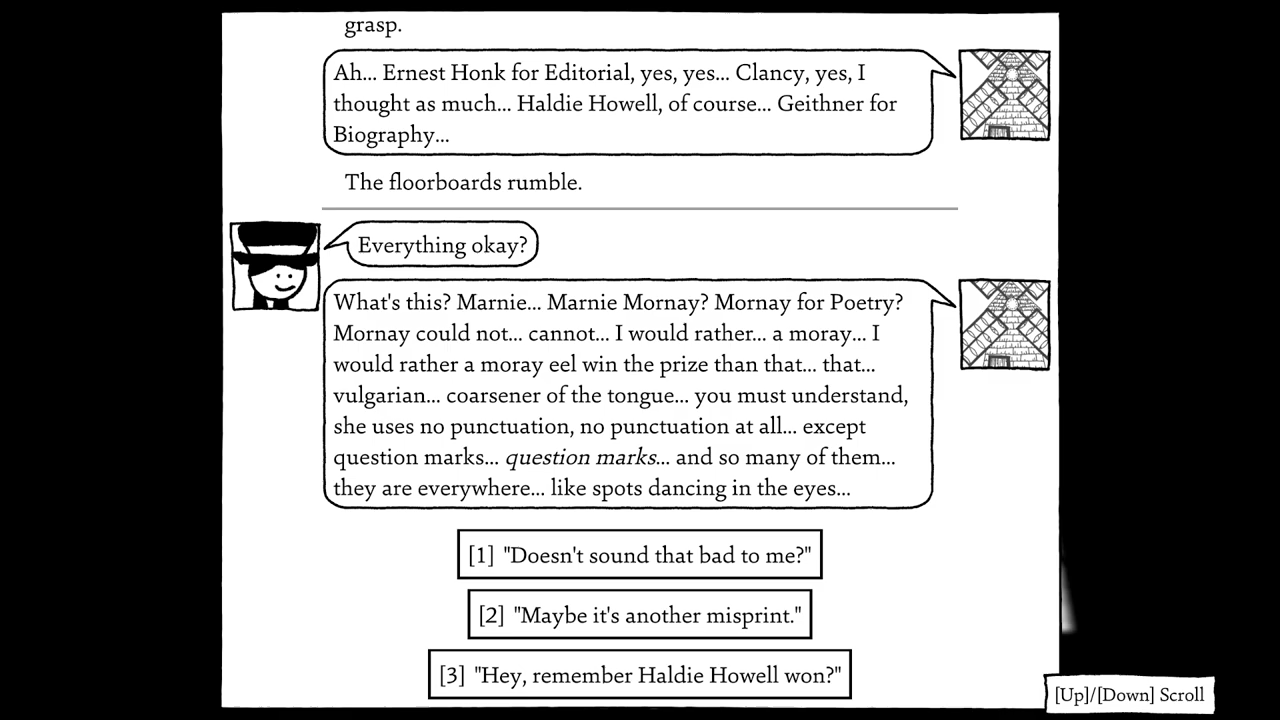 grasp.
Ah... Ernest Honk for Editorial, yes, yes... Clancy, yes, I
thought as much... Haldie Howell, of course... Geithner for
Biography...
The floorboards rumble.
Everything okay?
What's this? Marnie... Marnie Mornay? Mornay for Poetry?
Mornay could not... cannot... I would rather... a moray... I
would rather a moray eel win the prize than that... that...
vulgarian... coarsener of the tongue... you must understand,
she uses no punctuation, no punctuation at all... except
question marks... question marks... and so many of them...
they are everywhere... like spots dancing in the eyes...
[1] "Doesn't sound that bad to me?"
[2] "Maybe it's another misprint."
[3] "Hey, remember Haldie Howell won?"
[Up]/[Down] Scroll